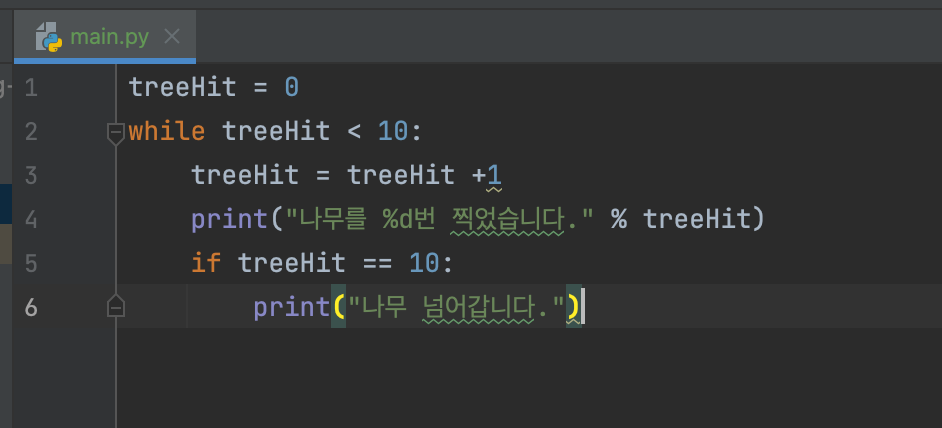 main.py
1 treeHit = 0
2 while treeHit < 10:
3     treeHit = treeHit +1
4     print("나무를 %d번 찍었습니다." % treeHit)
5     if treeHit == 10:
6         print("나무 넘어갑니다.")